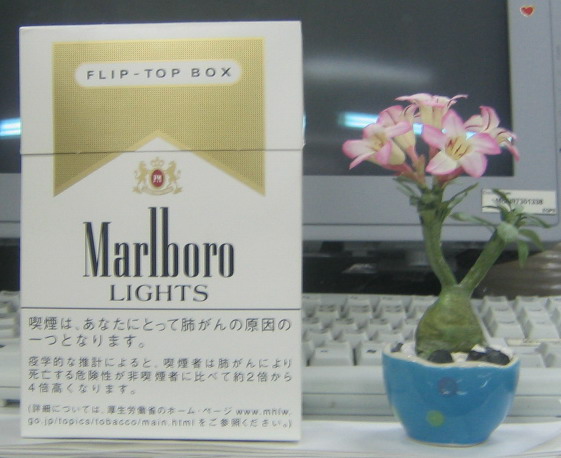 FLIP-TOP BOX
PM
Marlboro
LIGHTS
喫煙は、あなたにとって肺がんの原因の
一つとなります。
疫学的な推計によると、喫煙者は肺がんにより
死亡する危険性が非喫煙者に比べて約2倍から
4倍高くなります。
(詳細については、厚生労働省のホーム・ページ www.mhlw.
go.jp/topics/tobacco/main.html をご参照ください。)